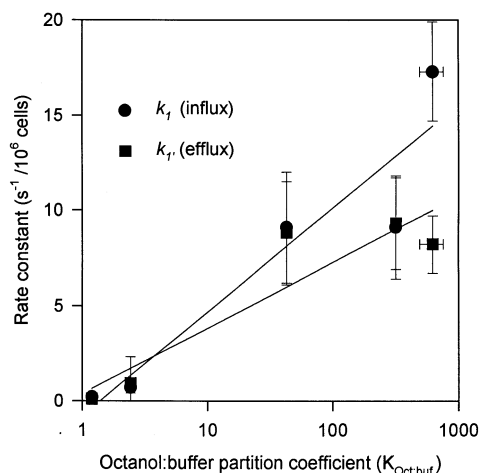 20
15
10
5
0
Rate constant (s⁻¹ /10⁶ cells)
k₁ (influx)
k₁' (efflux)
1
10
100
1000
Octanol:buffer partition coefficient (K_Oct:buf)